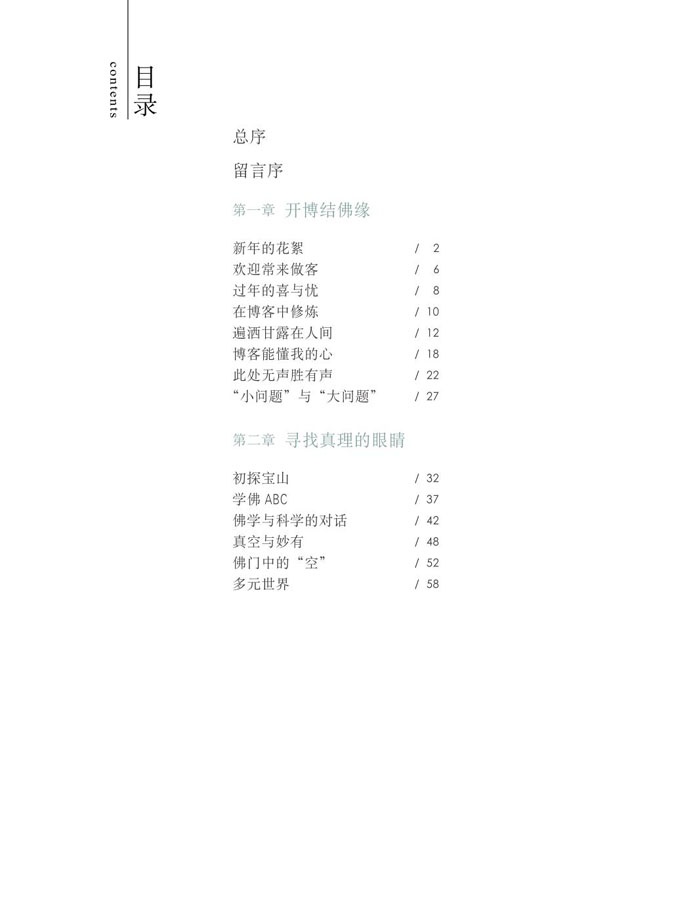 目录
contents
总序
留言序
第一章 开博结佛缘
新年的花絮 / 2
欢迎常来做客 / 6
过年的喜与忧 / 8
在博客中修炼 / 10
遍洒甘露在人间 / 12
博客能懂我的心 / 18
此处无声胜有声 / 22
“小问题”与“大问题” / 27
第二章 寻找真理的眼睛
初探宝山 / 32
学佛 ABC / 37
佛学与科学的对话 / 42
真空与妙有 / 48
佛门中的“空” / 52
多元世界 / 58